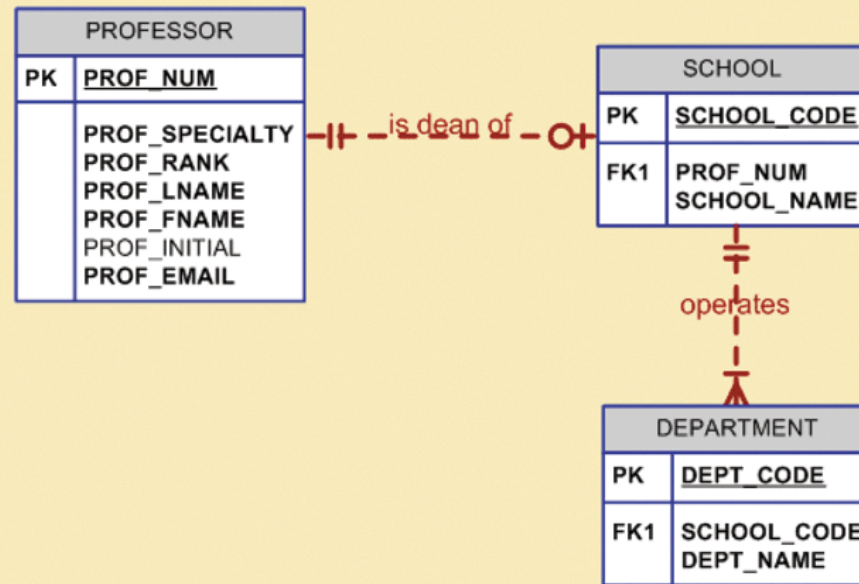 PROFESSOR
PK PROF_NUM
PROF_SPECIALTY
PROF_RANK
PROF_LNAME
PROF_FNAME
PROF_INITIAL
PROF_EMAIL
is dean of
SCHOOL
PK SCHOOL_CODE
FK1 PROF_NUM
SCHOOL_NAME
operates
DEPARTMENT
PK DEPT_CODE
FK1 SCHOOL_CODE
DEPT_NAME